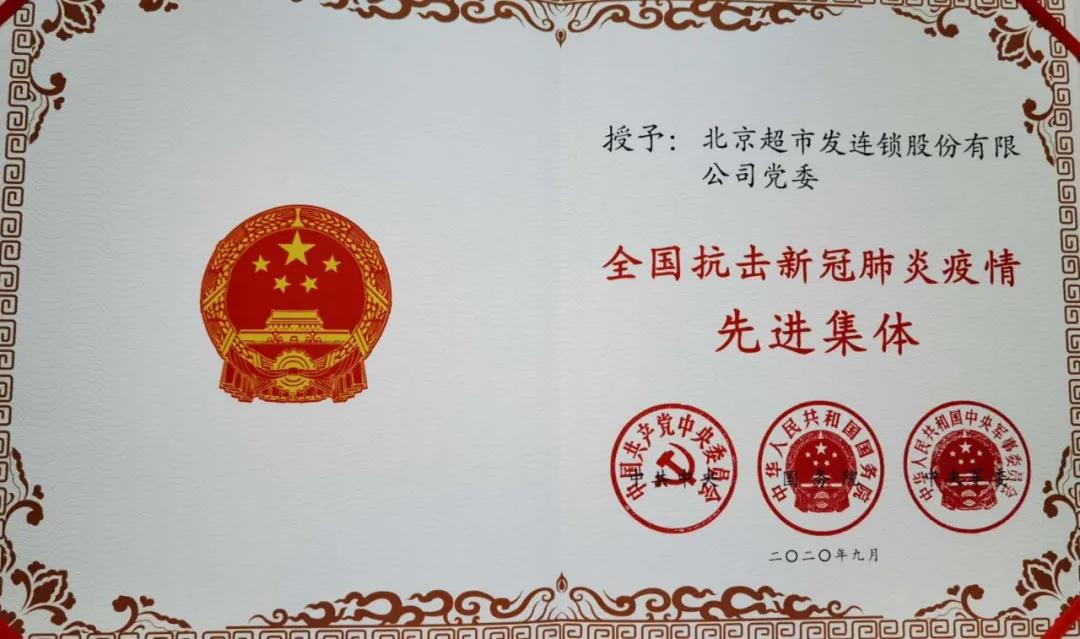 授予：北京超市发连锁股份有限
公司党委
全国抗击新冠肺炎疫情
先进集体
中国共产党中央委员会
中共中央
中华人民共和国国务院
国务院
中华人民共和国中央军事委员会
中央军委
二〇二〇年九月